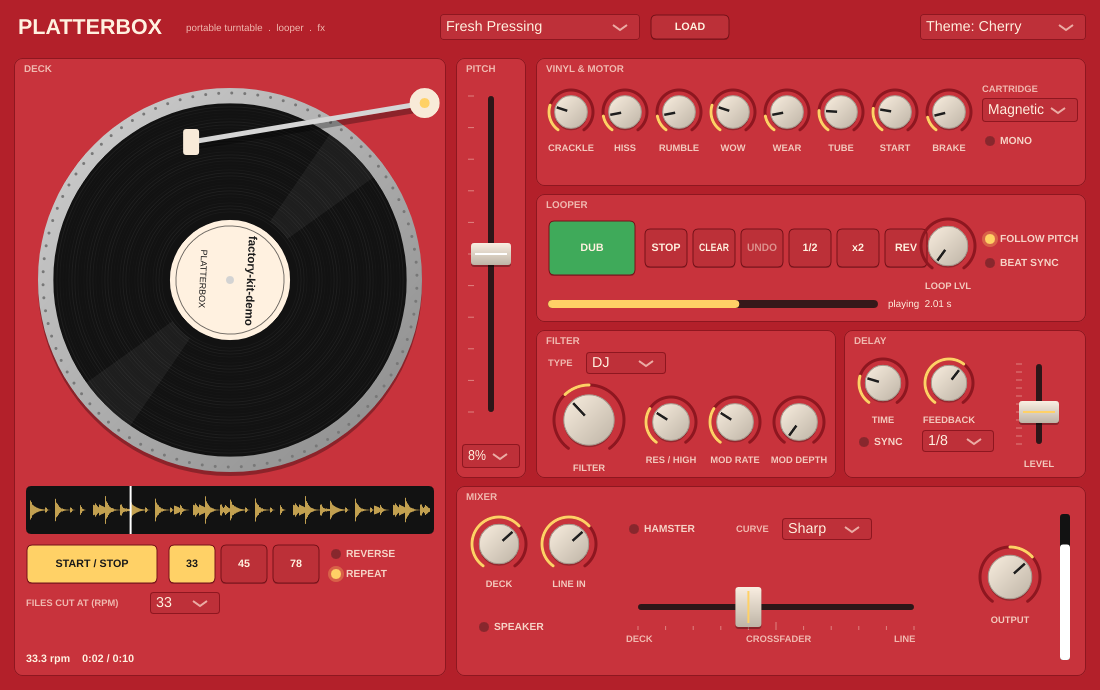 PLATTERBOX
portable turntable . looper . fx
Fresh Pressing
LOAD
Theme: Cherry
DECK
factory-kit-demo
PLATTERBOX
START / STOP
33
45
78
REVERSE
REPEAT
FILES CUT AT (RPM)
33
33.3 rpm 0:02 / 0:10
PITCH
8%
VINYL & MOTOR
CRACKLE
HISS
RUMBLE
WOW
WEAR
TUBE
START
BRAKE
CARTRIDGE
Magnetic
MONO
LOOPER
DUB
STOP
CLEAR
UNDO
1/2
x2
REV
LOOP LVL
FOLLOW PITCH
BEAT SYNC
playing 2.01 s
FILTER
TYPE
DJ
FILTER
RES / HIGH
MOD RATE
MOD DEPTH
DELAY
TIME
FEEDBACK
SYNC
1/8
LEVEL
MIXER
DECK
LINE IN
SPEAKER
HAMSTER
CURVE
Sharp
DECK
CROSSFADER
LINE
OUTPUT